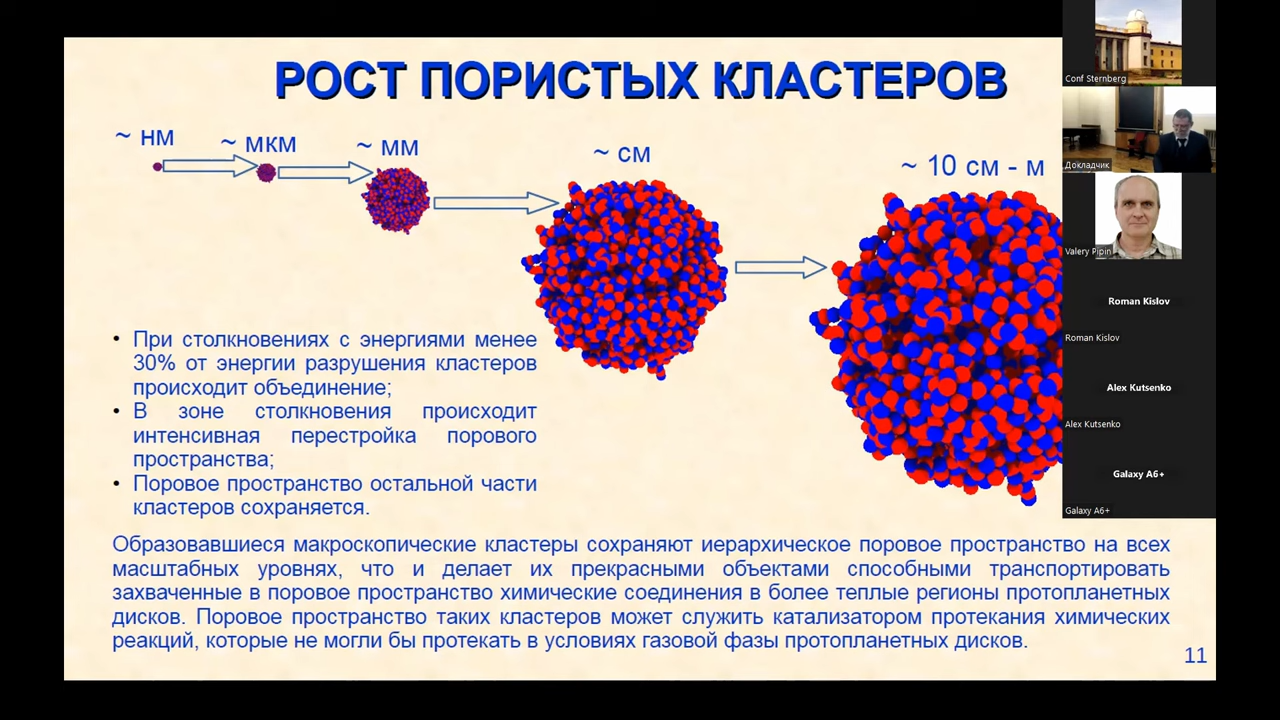 РОСТ ПОРИСТЫХ КЛАСТЕРОВ
~ нм
~ мкм
~ мм
~ см
~ 10 см - м
• При столкновениях с энергиями менее
30% от энергии разрушения кластеров
происходит объединение;
• В зоне столкновения происходит
интенсивная перестройка порового
пространства;
• Поровое пространство остальной части
кластеров сохраняется.
Образовавшиеся макроскопические кластеры сохраняют иерархическое поровое пространство на всех
масштабных уровнях, что и делает их прекрасными объектами способными транспортировать
захваченные в поровое пространство химические соединения в более теплые регионы протопланетных
дисков. Поровое пространство таких кластеров может служить катализатором протекания химических
реакций, которые не могли бы протекать в условиях газовой фазы протопланетных дисков.
11
Conf Sternberg
Докладчик
Valery Pipin
Roman Kislov
Roman Kislov
Alex Kutsenko
Alex Kutsenko
Galaxy A6+
Galaxy A6+